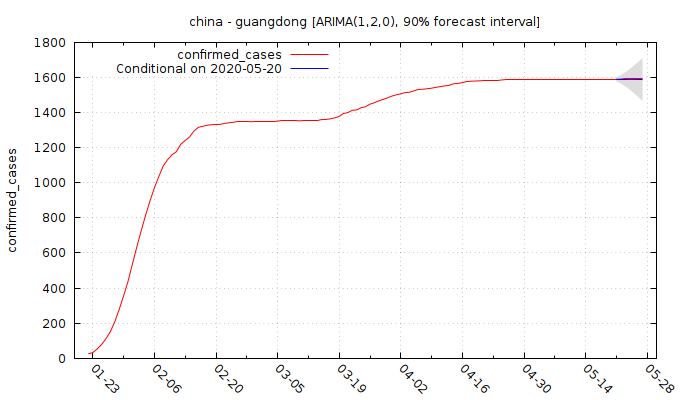 china - guangdong [ARIMA(1,2,0), 90% forecast interval]
confirmed_cases
Conditional on 2020-05-20
confirmed_cases
1800
1600
1400
1200
1000
800
600
400
200
0
01-23 02-06 02-20 03-05 03-19 04-02 04-16 04-30 05-14 05-28